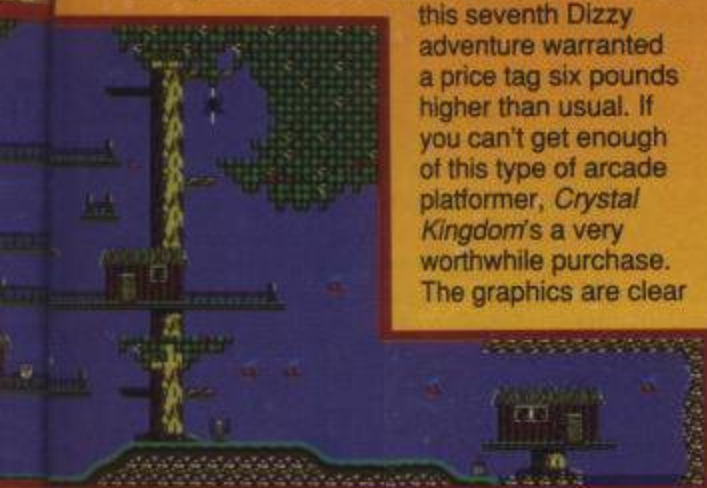 this seventh Dizzy
adventure warranted
a price tag six pounds
higher than usual. If
you can't get enough
of this type of arcade
platformer, Crystal
Kingdom's a very
worthwhile purchase.
The graphics are clear